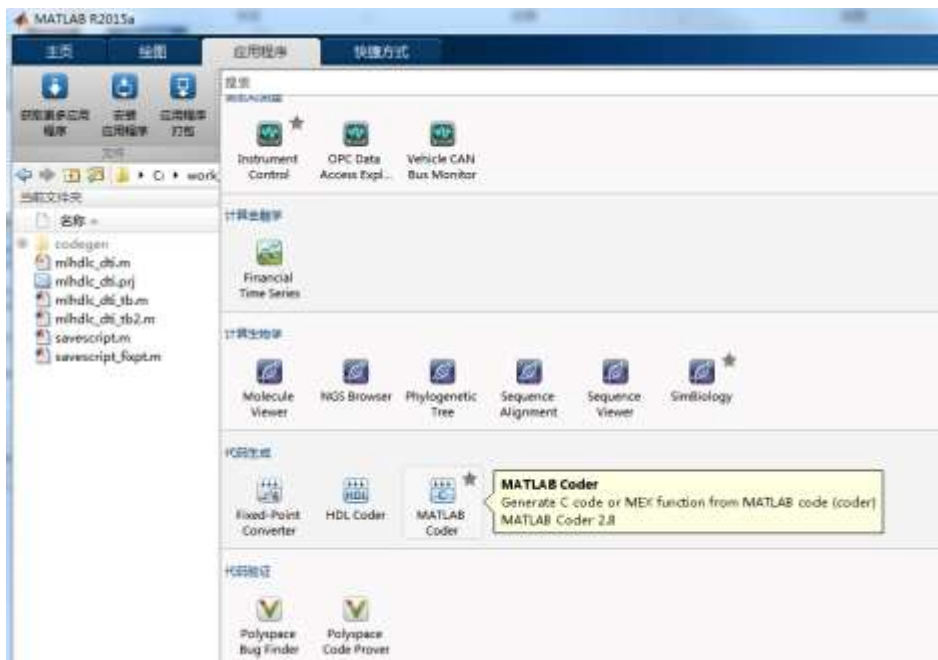 MATLAB R2015a
主页
绘图
应用程序
快捷方式
获取更多应用
程序
安装
应用程序
应用程序
打包
文件
搜索
Instrument
Control
OPC Data
Access Expl...
Vehicle CAN
Bus Monitor
C:
work
当前文件夹
名称
codegen
mlhdlc_dti.m
mlhdlc_dti.prj
mlhdlc_dti_tb.m
mlhdlc_dti_tb2.m
savescript.m
savescript_fixpt.m
计算金融学
Financial
Time Series
计算生物学
Molecule
Viewer
NGS Browser
Phylogenetic
Tree
Sequence
Alignment
Sequence
Viewer
SimBiology
代码生成
Fixed-Point
Converter
HDL Coder
MATLAB
Coder
MATLAB Coder
Generate C code or MEX function from MATLAB code (coder)
MATLAB Coder 2.8
代码验证
Polyspace
Bug Finder
Polyspace
Code Prover